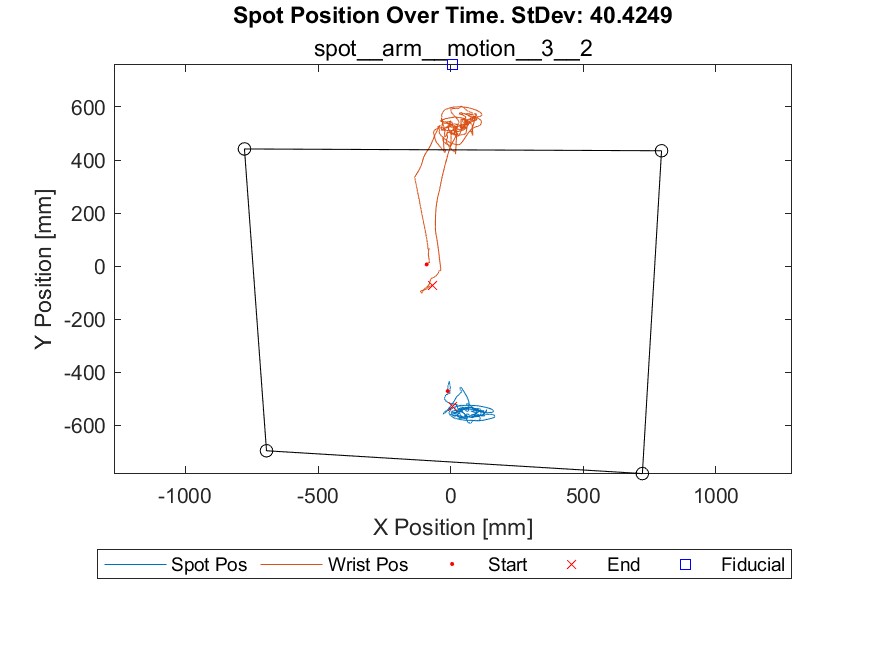 Spot Position Over Time. StDev: 40.4249
spot__arm__motion__3__2
600
400
200
0
-200
-400
-600
Y Position [mm]
-1000 -500 0 500 1000
X Position [mm]
Spot Pos Wrist Pos Start End Fiducial